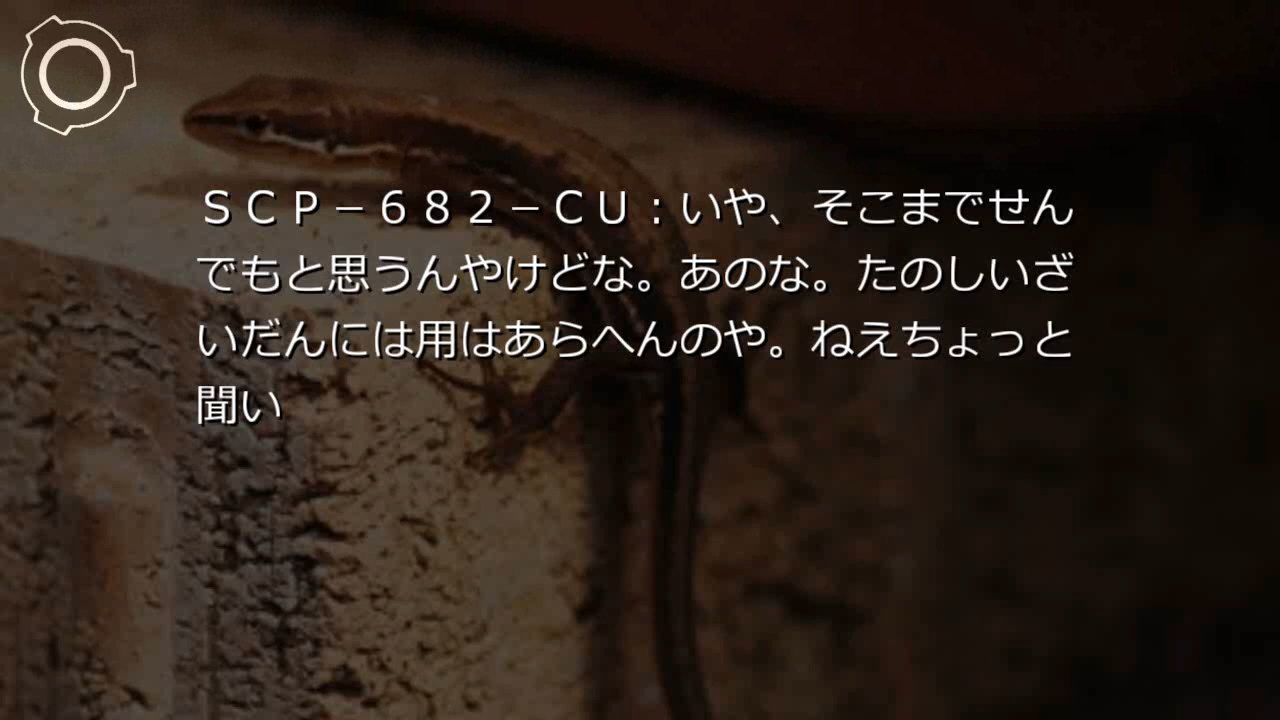 ＳＣＰ－６８２－ＣＵ：いや、そこまでせん
でもと思うんやけどな。あのな。たのしいざ
いだんには用はあらへんのや。ねえちょっと
聞い